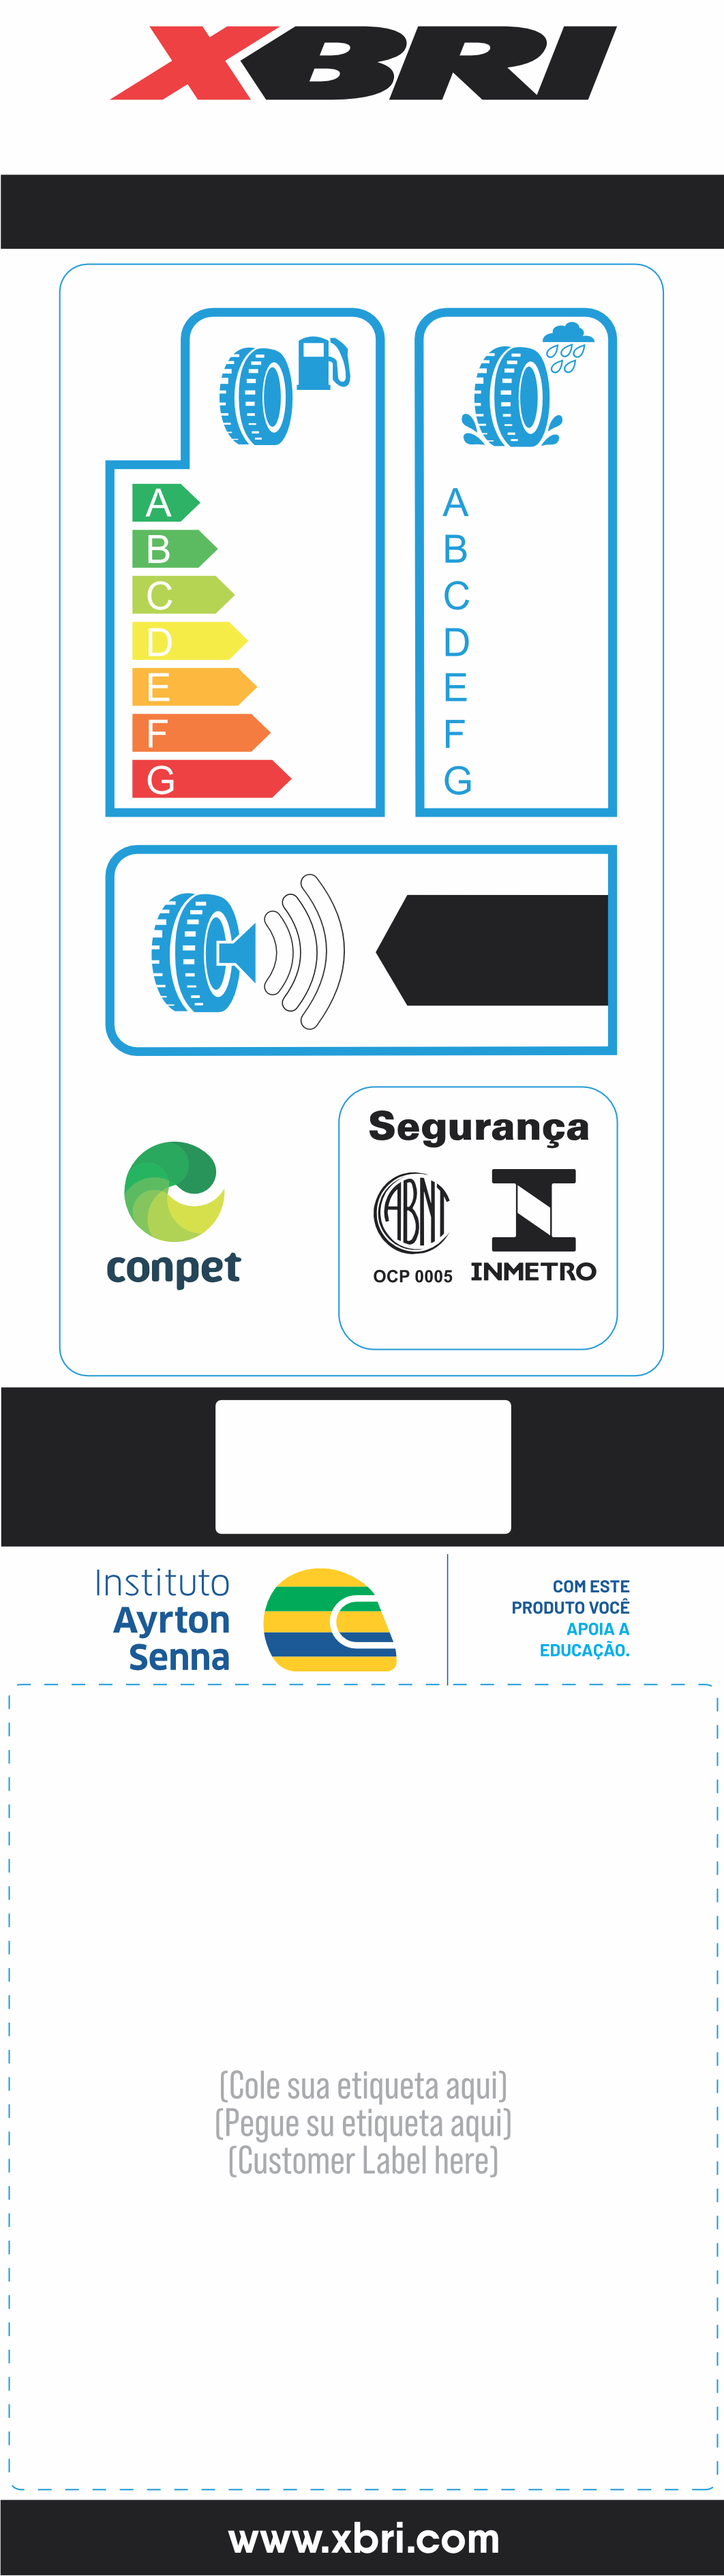 XBRI
A
B
C
D
E
F
G
A
B
C
D
E
F
G
Segurança
ABNT
OCP 0005
INMETRO
conpet
Instituto
Ayrton
Senna
COM ESTE
PRODUTO VOCÊ
APOIA A
EDUCAÇÃO.
(Cole sua etiqueta aqui)
(Pegue su etiqueta aqui)
(Customer Label here)
www.xbri.com